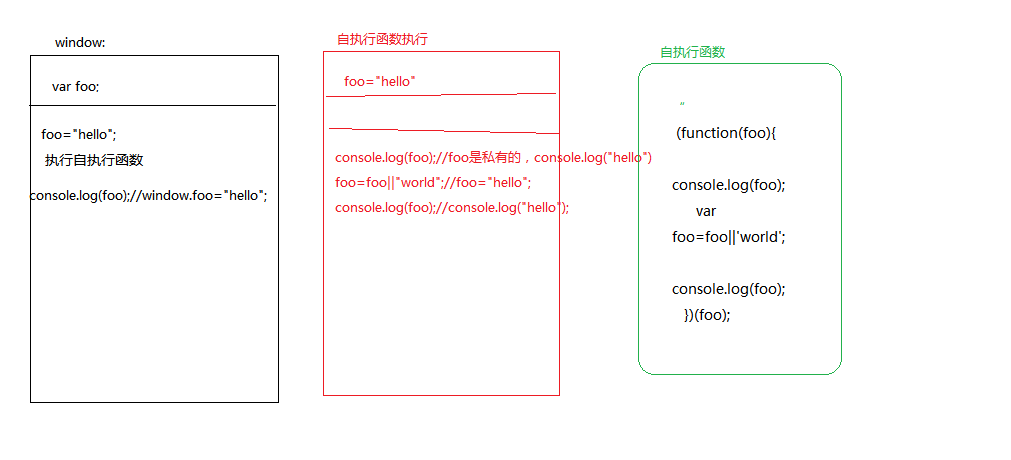 window:
var foo;
foo="hello";
执行自执行函数
console.log(foo);//window.foo="hello";
自执行函数执行
foo="hello"
console.log(foo);//foo是私有的，console.log("hello")
foo=foo||"world";//foo="hello";
console.log(foo);//console.log("hello");
自执行函数
"
(function(foo){
console.log(foo);
var
foo=foo||'world';
console.log(foo);
})(foo);